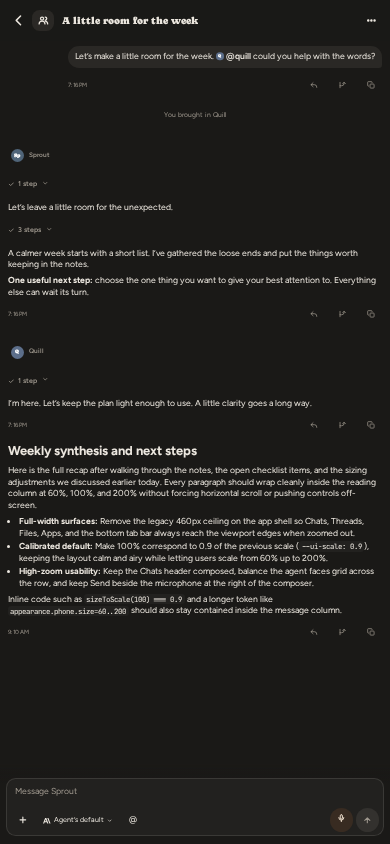 A little room for the week
Let's make a little room for the week. @quill could you help with the words?
7:16PM
You brought in Quill
Sprout
1 step
Let's leave a little room for the unexpected.
3 steps
A calmer week starts with a short list. I've gathered the loose ends and put the things worth
keeping in the notes.
One useful next step: choose the one thing you want to give your best attention to. Everything
else can wait its turn.
7:16PM
Quill
1 step
I'm here. Let's keep the plan light enough to use. A little clarity goes a long way.
7:16PM
Weekly synthesis and next steps
Here is the full recap after walking through the notes, the open checklist items, and the sizing
adjustments we discussed earlier today. Every paragraph should wrap cleanly inside the reading
column at 60%, 100%, and 200% without forcing horizontal scroll or pushing controls off-
screen.
• Full-width surfaces: Remove the legacy 460px ceiling on the app shell so Chats, Threads,
Files, Apps, and the bottom tab bar always reach the viewport edges when zoomed out.
• Calibrated default: Make 100% correspond to 0.9 of the previous scale ( --ui-scale: 0.9 ),
keeping the layout calm and airy while letting users scale from 60% up to 200%.
• High-zoom usability: Keep the Chats header composed, balance the agent faces grid across
the row, and keep Send beside the microphone at the right of the composer.
Inline code such as sizeToScale(100) === 0.9 and a longer token like
appearance.phone.size=60..200 should also stay contained inside the message column.
9:10AM
Message Sprout
Agent's default